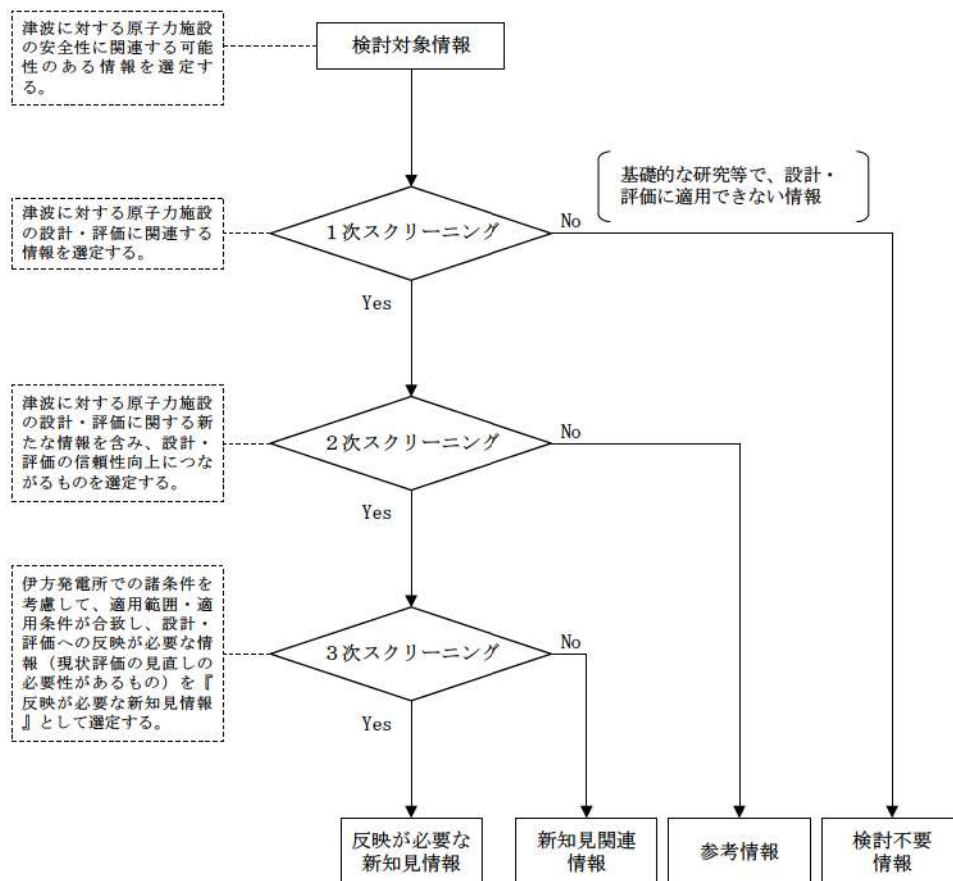 津波に対する原子力施設
の安全性に関連する可能
性のある情報を選定す
る。
検討対象情報
基礎的な研究等で、設計・
評価に適用できない情報
津波に対する原子力施設
の設計・評価に関連する
情報を選定する。
1次スクリーニング
No
Yes
津波に対する原子力施設
の設計・評価に関する新
たな情報を含み、設計・
評価の信頼性向上につな
がるものを選定する。
2次スクリーニング
No
Yes
伊方発電所での諸条件を
考慮して、適用範囲・適
用条件が合致し、設計・
評価への反映が必要な情
報（現状評価の見直しの
必要性があるもの）を『
反映が必要な新知見情報
』として選定する。
3次スクリーニング
No
Yes
反映が必要な
新知見情報
新知見関連
情報
参考情報
検討不要
情報